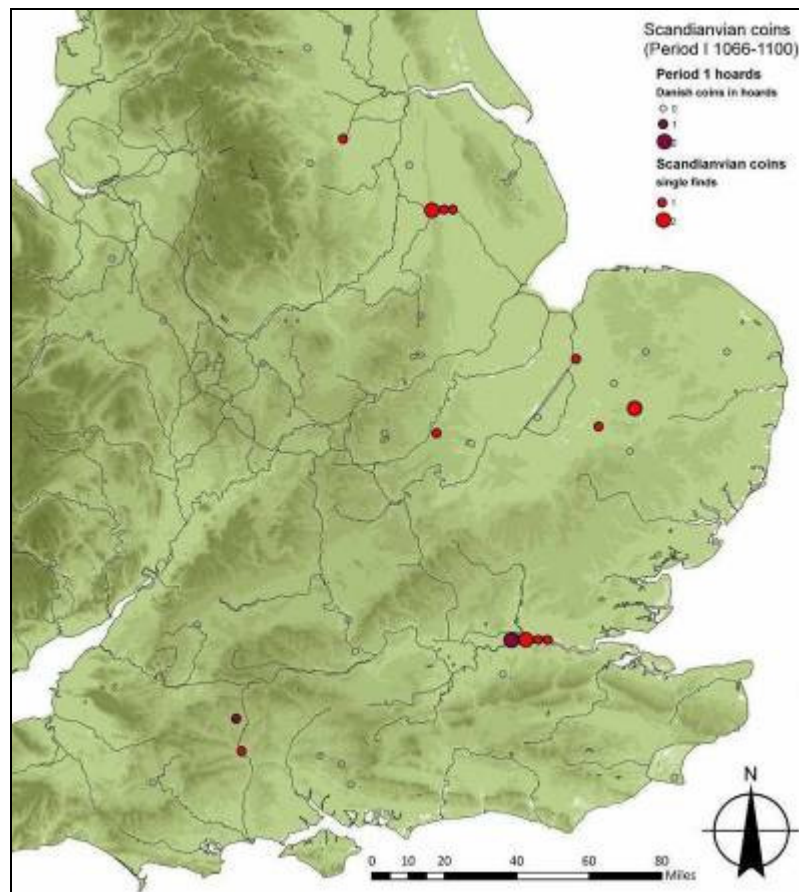 Scandianvian coins
(Period I 1066-1100)
Period 1 hoards
Danish coins in hoards
0
1
Scandianvian coins
single finds
1
2
N
0 20 40 60 80
Miles